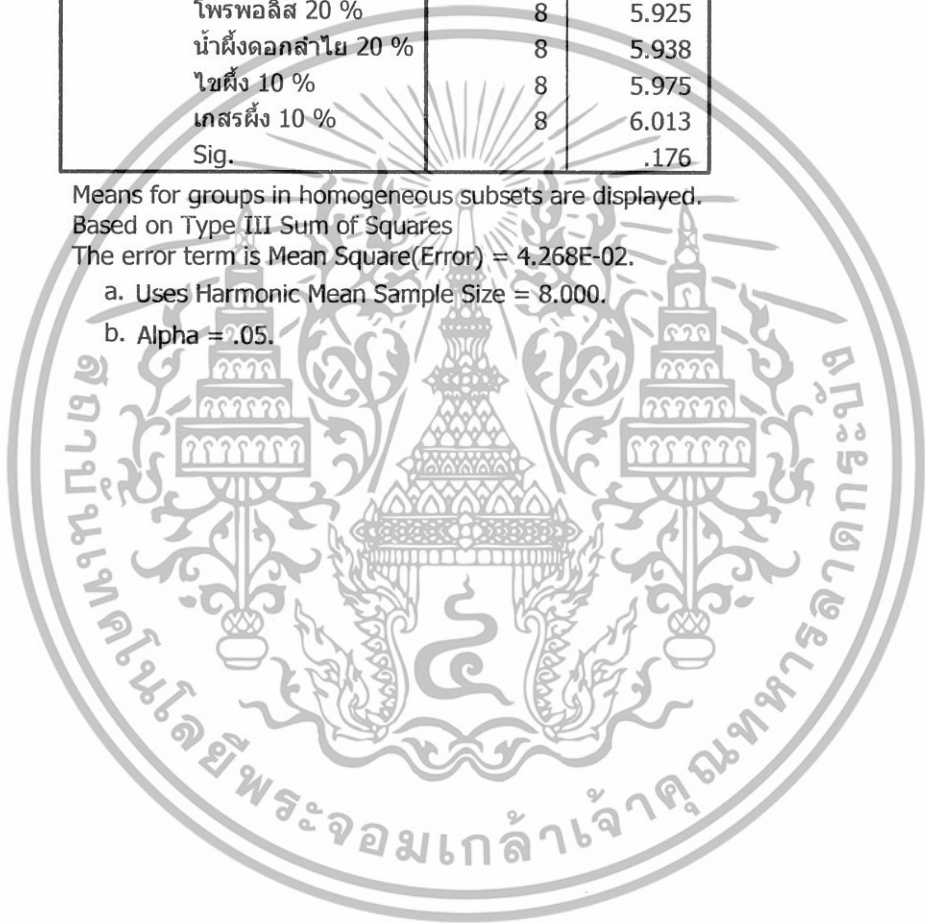 โพรพอลิส 20 % 8 5.925
น้ำผึ้งดอกลำไย 20 % 8 5.938
ไขผึ้ง 10 % 8 5.975
เกสรผึ้ง 10 % 8 6.013
Sig. .176
Means for groups in homogeneous subsets are displayed.
Based on Type III Sum of Squares
The error term is Mean Square(Error) = 4.268E-02.
a. Uses Harmonic Mean Sample Size = 8.000.
b. Alpha = .05.
สถาบันเทคโนโลยีพระจอมเกล้าเจ้าคุณทหารลาดกระบัง